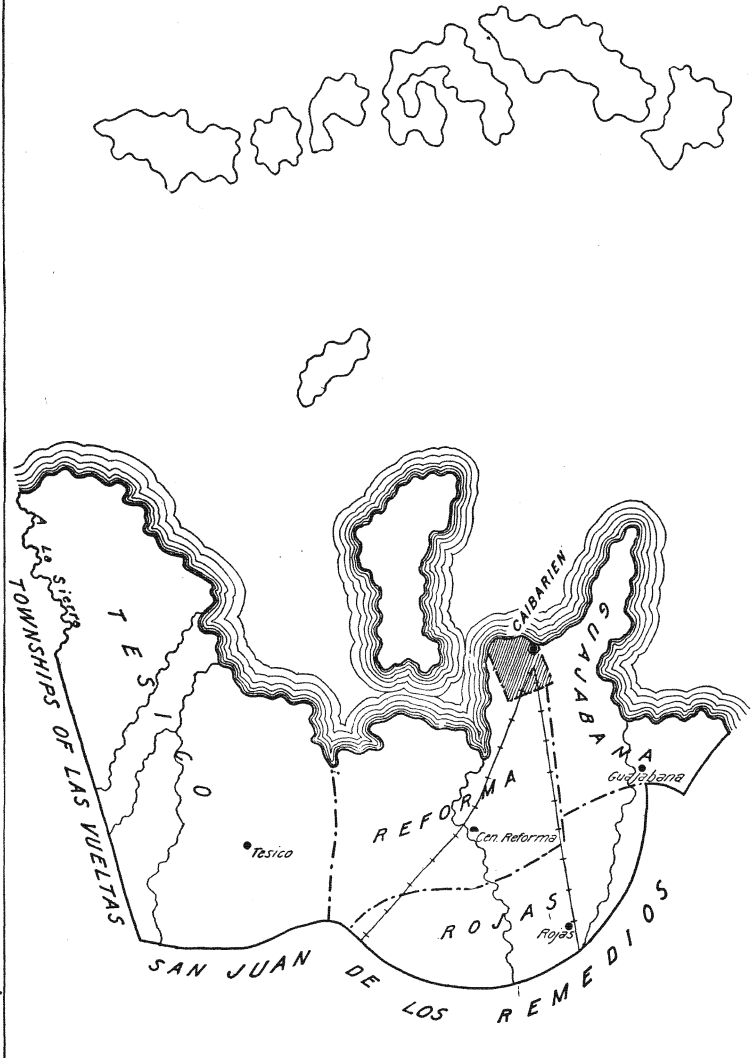 CAIBARIEN
A La Sierra
TOWNSHIPS OF LAS VUELTAS
TESICO
GUAJABANA
Guajabana
REFORMA
Cen. Reforma
Tesico
ROJAS
Rojas
SAN JUAN DE LOS REMEDIOS